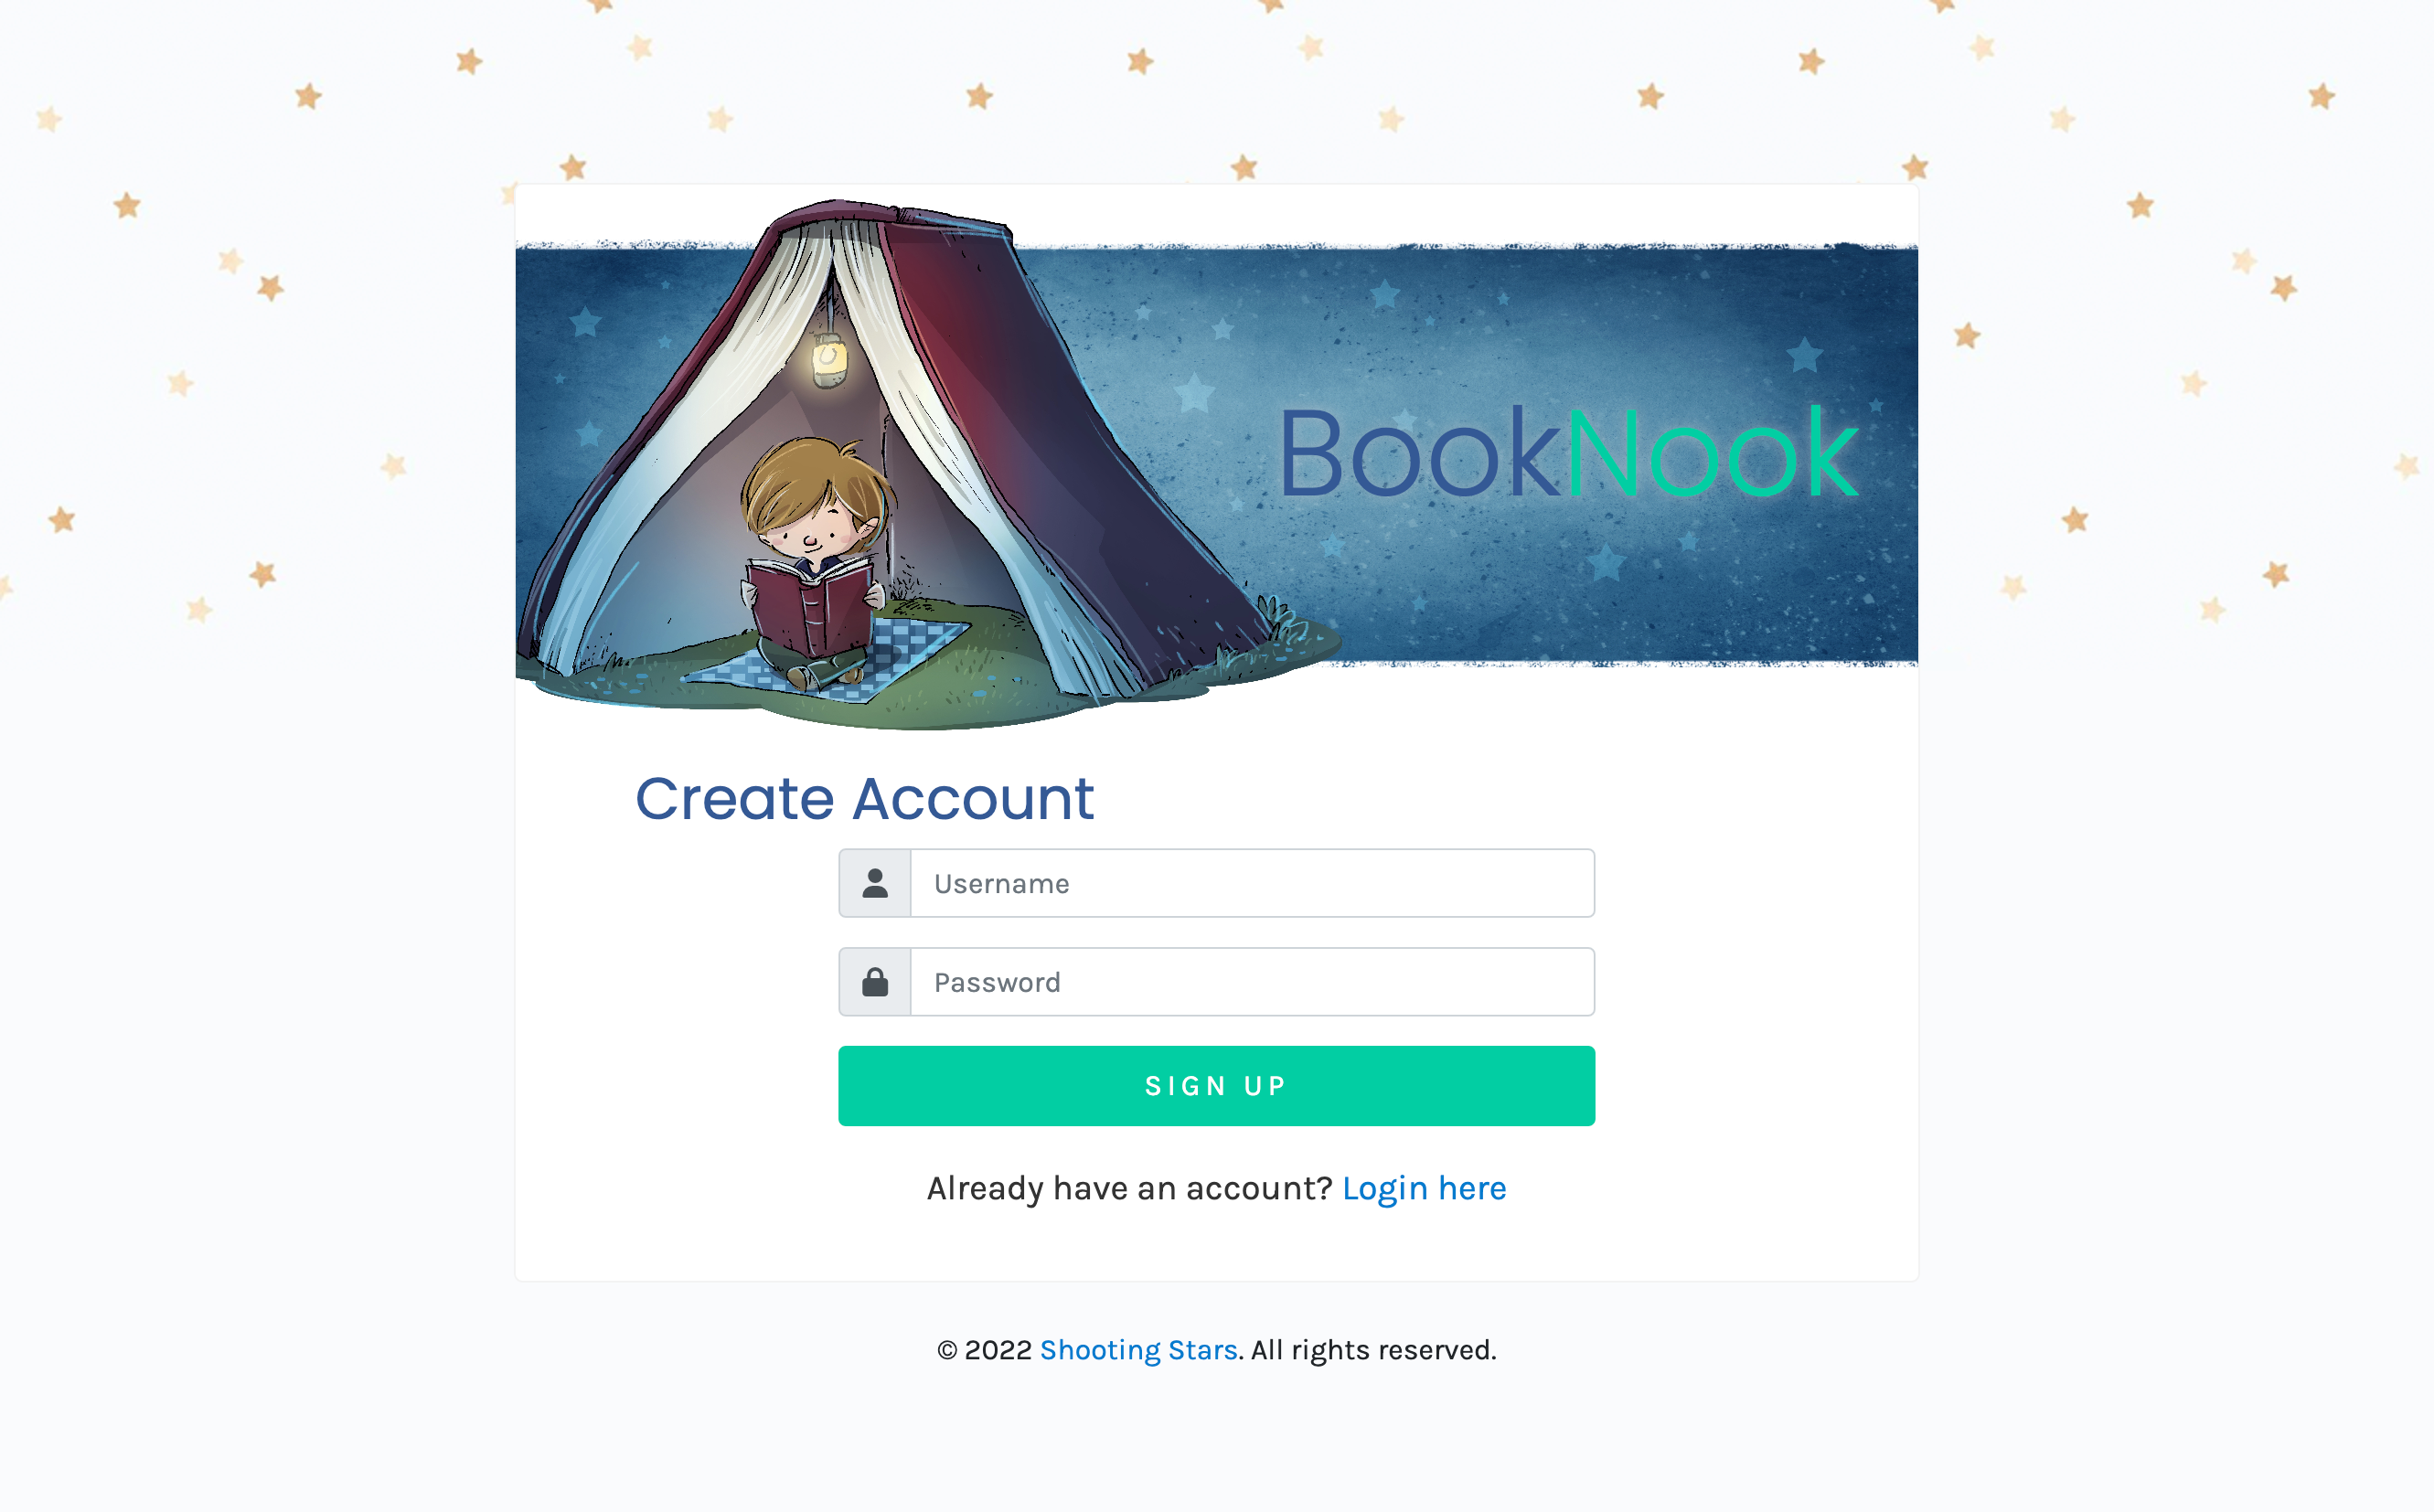 BookNook
Create Account
Username
Password
SIGN UP
Already have an account? Login here
© 2022 Shooting Stars. All rights reserved.